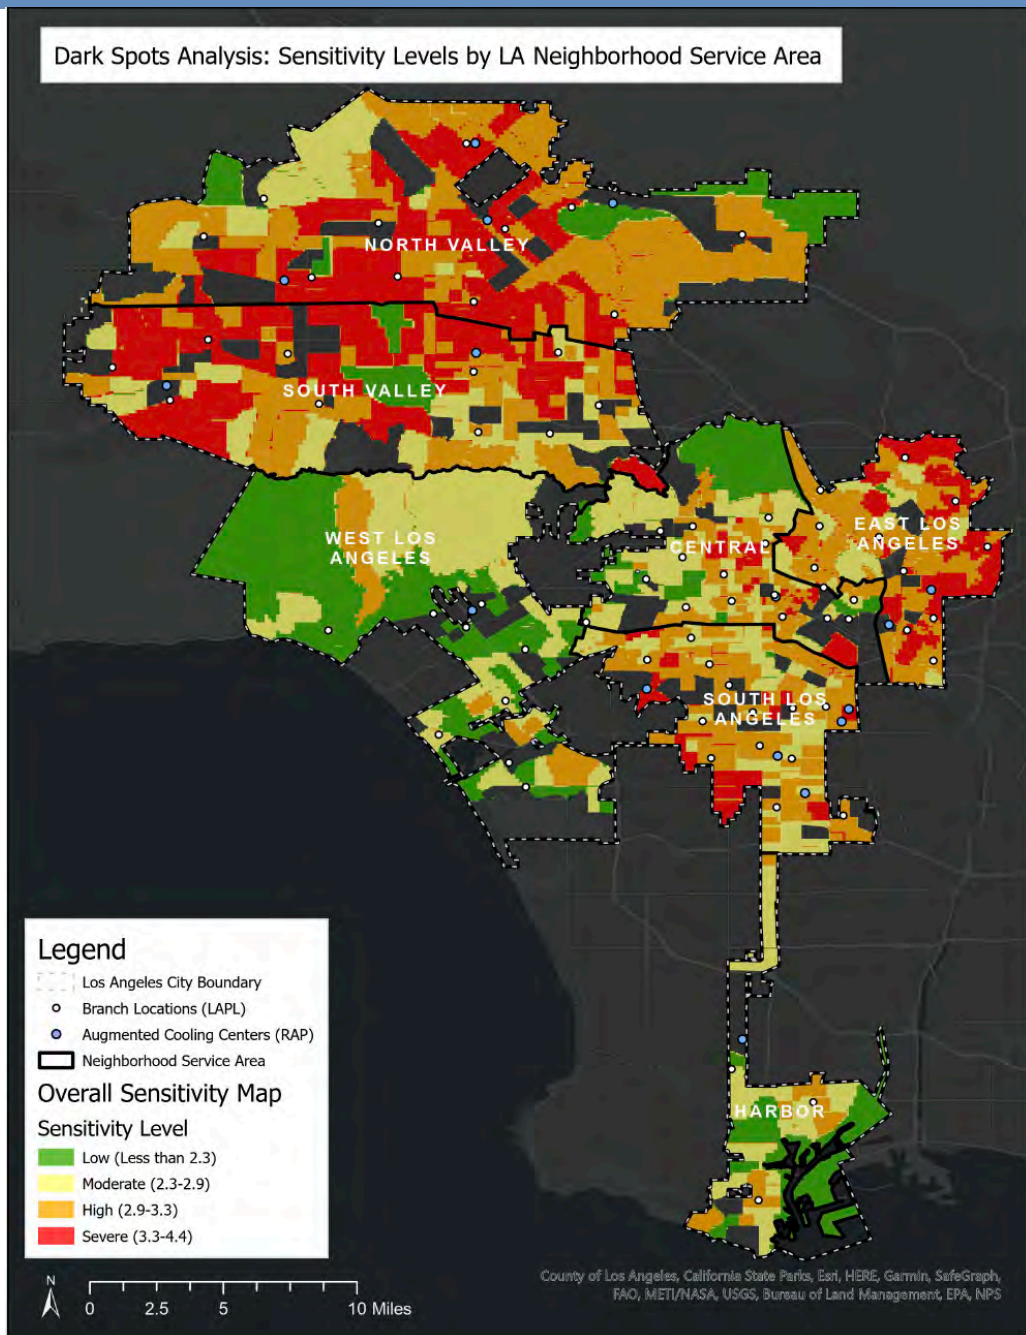 Dark Spots Analysis: Sensitivity Levels by LA Neighborhood Service Area
NORTH VALLEY
SOUTH VALLEY
WEST LOS
ANGELES
CENTRAL
EAST LOS
ANGELES
SOUTH LOS
ANGELES
HARBOR
Legend
Los Angeles City Boundary
Branch Locations (LAPL)
Augmented Cooling Centers (RAP)
Neighborhood Service Area
Overall Sensitivity Map
Sensitivity Level
Low (Less than 2.3)
Moderate (2.3-2.9)
High (2.9-3.3)
Severe (3.3-4.4)
N
0 2.5 5 10 Miles
County of Los Angeles, California State Parks, Esri, HERE, Garmin, SafeGraph,
FAO, METI/NASA, USGS, Bureau of Land Management, EPA, NPS